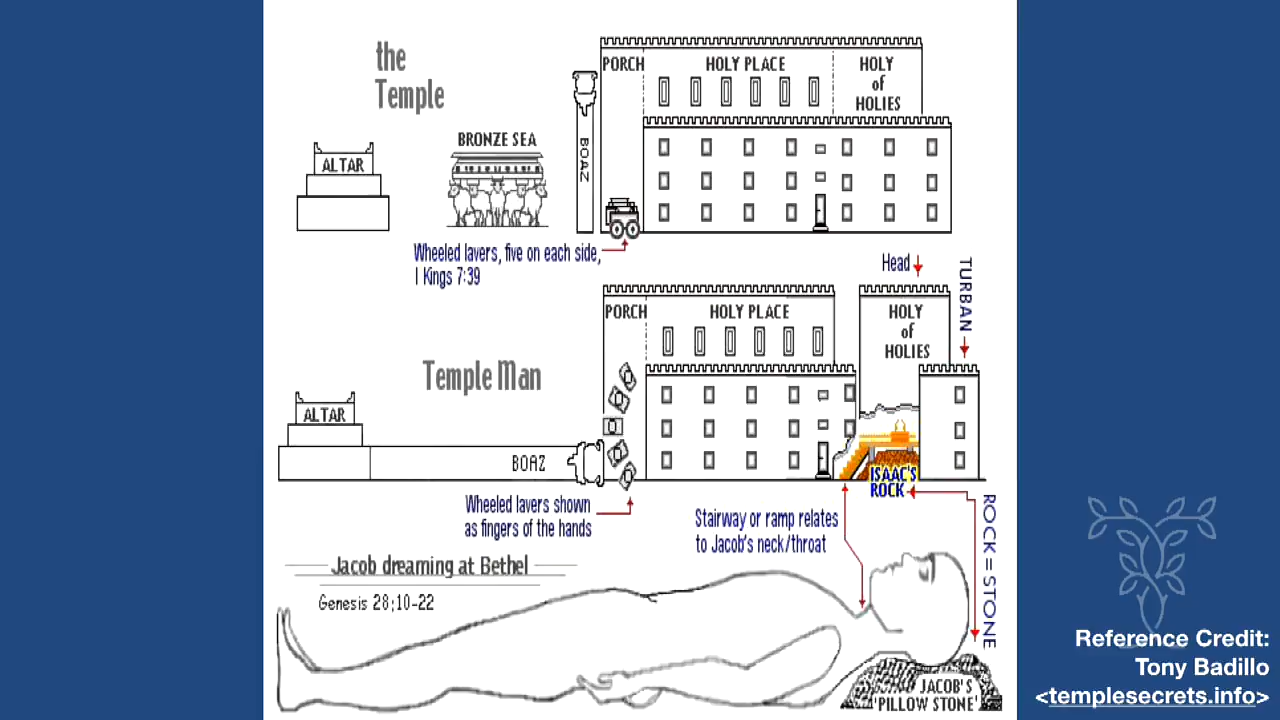 the
Temple
ALTAR
BRONZE SEA
BOAZ
PORCH
HOLY PLACE
HOLY
of
HOLIES
Wheeled lavers, five on each side,
I Kings 7:39
Head
TURBAN
Temple Man
ALTAR
BOAZ
PORCH
HOLY PLACE
HOLY
of
HOLIES
ISAAC'S
ROCK
Wheeled lavers shown
as fingers of the hands
Stairway or ramp relates
to Jacob's neck/throat
ROCK = STONE
Jacob dreaming at Bethel
Genesis 28;10-22
JACOB'S
'PILLOW STONE'
Reference Credit:
Tony Badillo
<templesecrets.info>